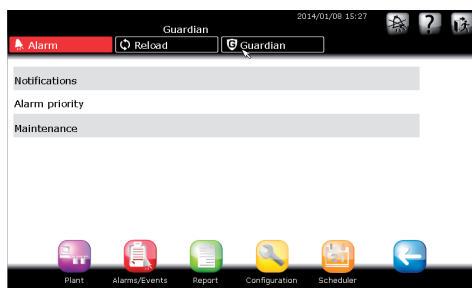 2014/01/08 15:27
Guardian
Alarm
Reload
Guardian
Notifications
Alarm priority
Maintenance
Plant
Alarms/Events
Report
Configuration
Scheduler